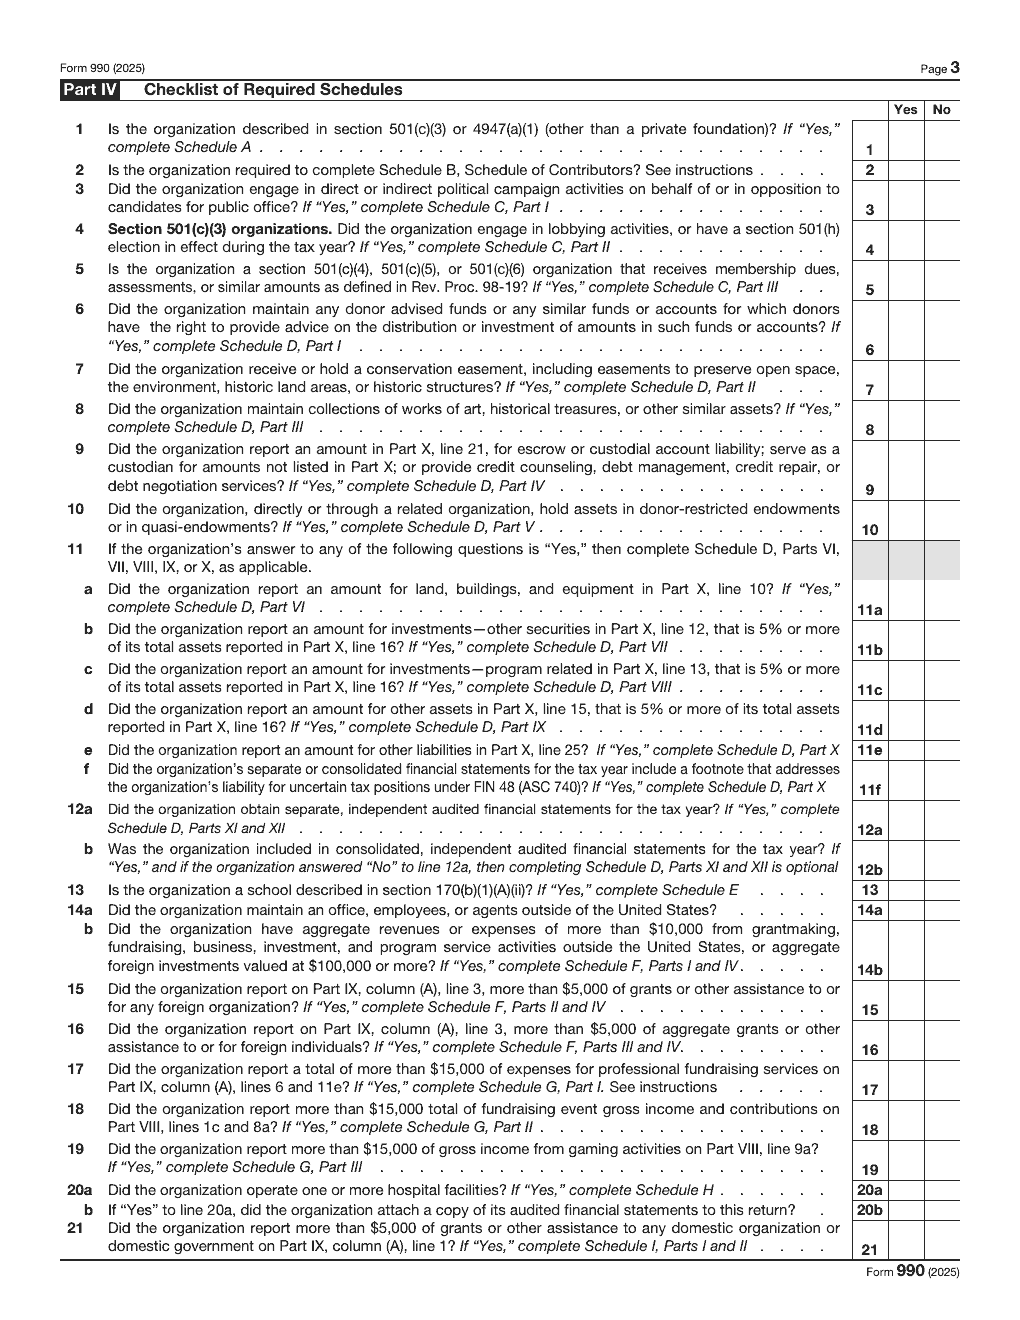 Form 990 (2025) Page 3
Part IV Checklist of Required Schedules
Yes No
1 Is the organization described in section 501(c)(3) or 4947(a)(1) (other than a private foundation)? If “Yes,”
complete Schedule A . . . . . . . . . . . . . . . . . . . . . . . . . . . . . 1
2 Is the organization required to complete Schedule B, Schedule of Contributors? See instructions . . . . 2
3 Did the organization engage in direct or indirect political campaign activities on behalf of or in opposition to
candidates for public office? If “Yes,” complete Schedule C, Part I . . . . . . . . . . . . . . 3
4 Section 501(c)(3) organizations. Did the organization engage in lobbying activities, or have a section 501(h)
election in effect during the tax year? If “Yes,” complete Schedule C, Part II . . . . . . . . . . . 4
5 Is the organization a section 501(c)(4), 501(c)(5), or 501(c)(6) organization that receives membership dues,
assessments, or similar amounts as defined in Rev. Proc. 98-19? If “Yes,” complete Schedule C, Part III . . 5
6 Did the organization maintain any donor advised funds or any similar funds or accounts for which donors
have the right to provide advice on the distribution or investment of amounts in such funds or accounts? If
“Yes,” complete Schedule D, Part I . . . . . . . . . . . . . . . . . . . . . . . . 6
7 Did the organization receive or hold a conservation easement, including easements to preserve open space,
the environment, historic land areas, or historic structures? If “Yes,” complete Schedule D, Part II . . . 7
8 Did the organization maintain collections of works of art, historical treasures, or other similar assets? If “Yes,”
complete Schedule D, Part III . . . . . . . . . . . . . . . . . . . . . . . . . . 8
9 Did the organization report an amount in Part X, line 21, for escrow or custodial account liability; serve as a
custodian for amounts not listed in Part X; or provide credit counseling, debt management, credit repair, or
debt negotiation services? If “Yes,” complete Schedule D, Part IV . . . . . . . . . . . . . . 9
10 Did the organization, directly or through a related organization, hold assets in donor-restricted endowments
or in quasi-endowments? If “Yes,” complete Schedule D, Part V . . . . . . . . . . . . . . . 10
11 If the organization’s answer to any of the following questions is “Yes,” then complete Schedule D, Parts VI,
VII, VIII, IX, or X, as applicable.
a Did the organization report an amount for land, buildings, and equipment in Part X, line 10? If “Yes,”
complete Schedule D, Part VI . . . . . . . . . . . . . . . . . . . . . . . . . . 11a
b Did the organization report an amount for investments—other securities in Part X, line 12, that is 5% or more
of its total assets reported in Part X, line 16? If “Yes,” complete Schedule D, Part VII . . . . . . . . 11b
c Did the organization report an amount for investments—program related in Part X, line 13, that is 5% or more
of its total assets reported in Part X, line 16? If “Yes,” complete Schedule D, Part VIII . . . . . . . . 11c
d Did the organization report an amount for other assets in Part X, line 15, that is 5% or more of its total assets
reported in Part X, line 16? If “Yes,” complete Schedule D, Part IX . . . . . . . . . . . . . . 11d
e Did the organization report an amount for other liabilities in Part X, line 25? If “Yes,” complete Schedule D, Part X 11e
f Did the organization’s separate or consolidated financial statements for the tax year include a footnote that addresses
the organization’s liability for uncertain tax positions under FIN 48 (ASC 740)? If “Yes,” complete Schedule D, Part X 11f
12a Did the organization obtain separate, independent audited financial statements for the tax year? If “Yes,” complete
Schedule D, Parts XI and XII . . . . . . . . . . . . . . . . . . . . . . . . . . . 12a
b Was the organization included in consolidated, independent audited financial statements for the tax year? If
“Yes,” and if the organization answered “No” to line 12a, then completing Schedule D, Parts XI and XII is optional 12b
13 Is the organization a school described in section 170(b)(1)(A)(ii)? If “Yes,” complete Schedule E . . . . 13
14a Did the organization maintain an office, employees, or agents outside of the United States? . . . . . 14a
b Did the organization have aggregate revenues or expenses of more than $10,000 from grantmaking,
fundraising, business, investment, and program service activities outside the United States, or aggregate
foreign investments valued at $100,000 or more? If “Yes,” complete Schedule F, Parts I and IV . . . . . 14b
15 Did the organization report on Part IX, column (A), line 3, more than $5,000 of grants or other assistance to or
for any foreign organization? If “Yes,” complete Schedule F, Parts II and IV . . . . . . . . . . . 15
16 Did the organization report on Part IX, column (A), line 3, more than $5,000 of aggregate grants or other
assistance to or for foreign individuals? If “Yes,” complete Schedule F, Parts III and IV. . . . . . . . 16
17 Did the organization report a total of more than $15,000 of expenses for professional fundraising services on
Part IX, column (A), lines 6 and 11e? If “Yes,” complete Schedule G, Part I. See instructions . . . . . 17
18 Did the organization report more than $15,000 total of fundraising event gross income and contributions on
Part VIII, lines 1c and 8a? If “Yes,” complete Schedule G, Part II . . . . . . . . . . . . . . . 18
19 Did the organization report more than $15,000 of gross income from gaming activities on Part VIII, line 9a?
If “Yes,” complete Schedule G, Part III . . . . . . . . . . . . . . . . . . . . . . . 19
20a Did the organization operate one or more hospital facilities? If “Yes,” complete Schedule H . . . . . . 20a
b If “Yes” to line 20a, did the organization attach a copy of its audited financial statements to this return? . 20b
21 Did the organization report more than $5,000 of grants or other assistance to any domestic organization or
domestic government on Part IX, column (A), line 1? If “Yes,” complete Schedule I, Parts I and II . . . . 21
Form 990 (2025)